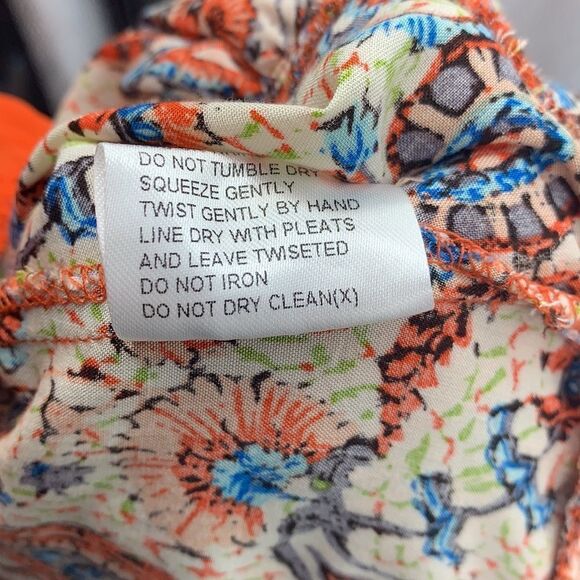 DO NOT TUMBLE DRY
SQUEEZE GENTLY
TWIST GENTLY BY HAND
LINE DRY WITH PLEATS
AND LEAVE TWISETED
DO NOT IRON
DO NOT DRY CLEAN(X)